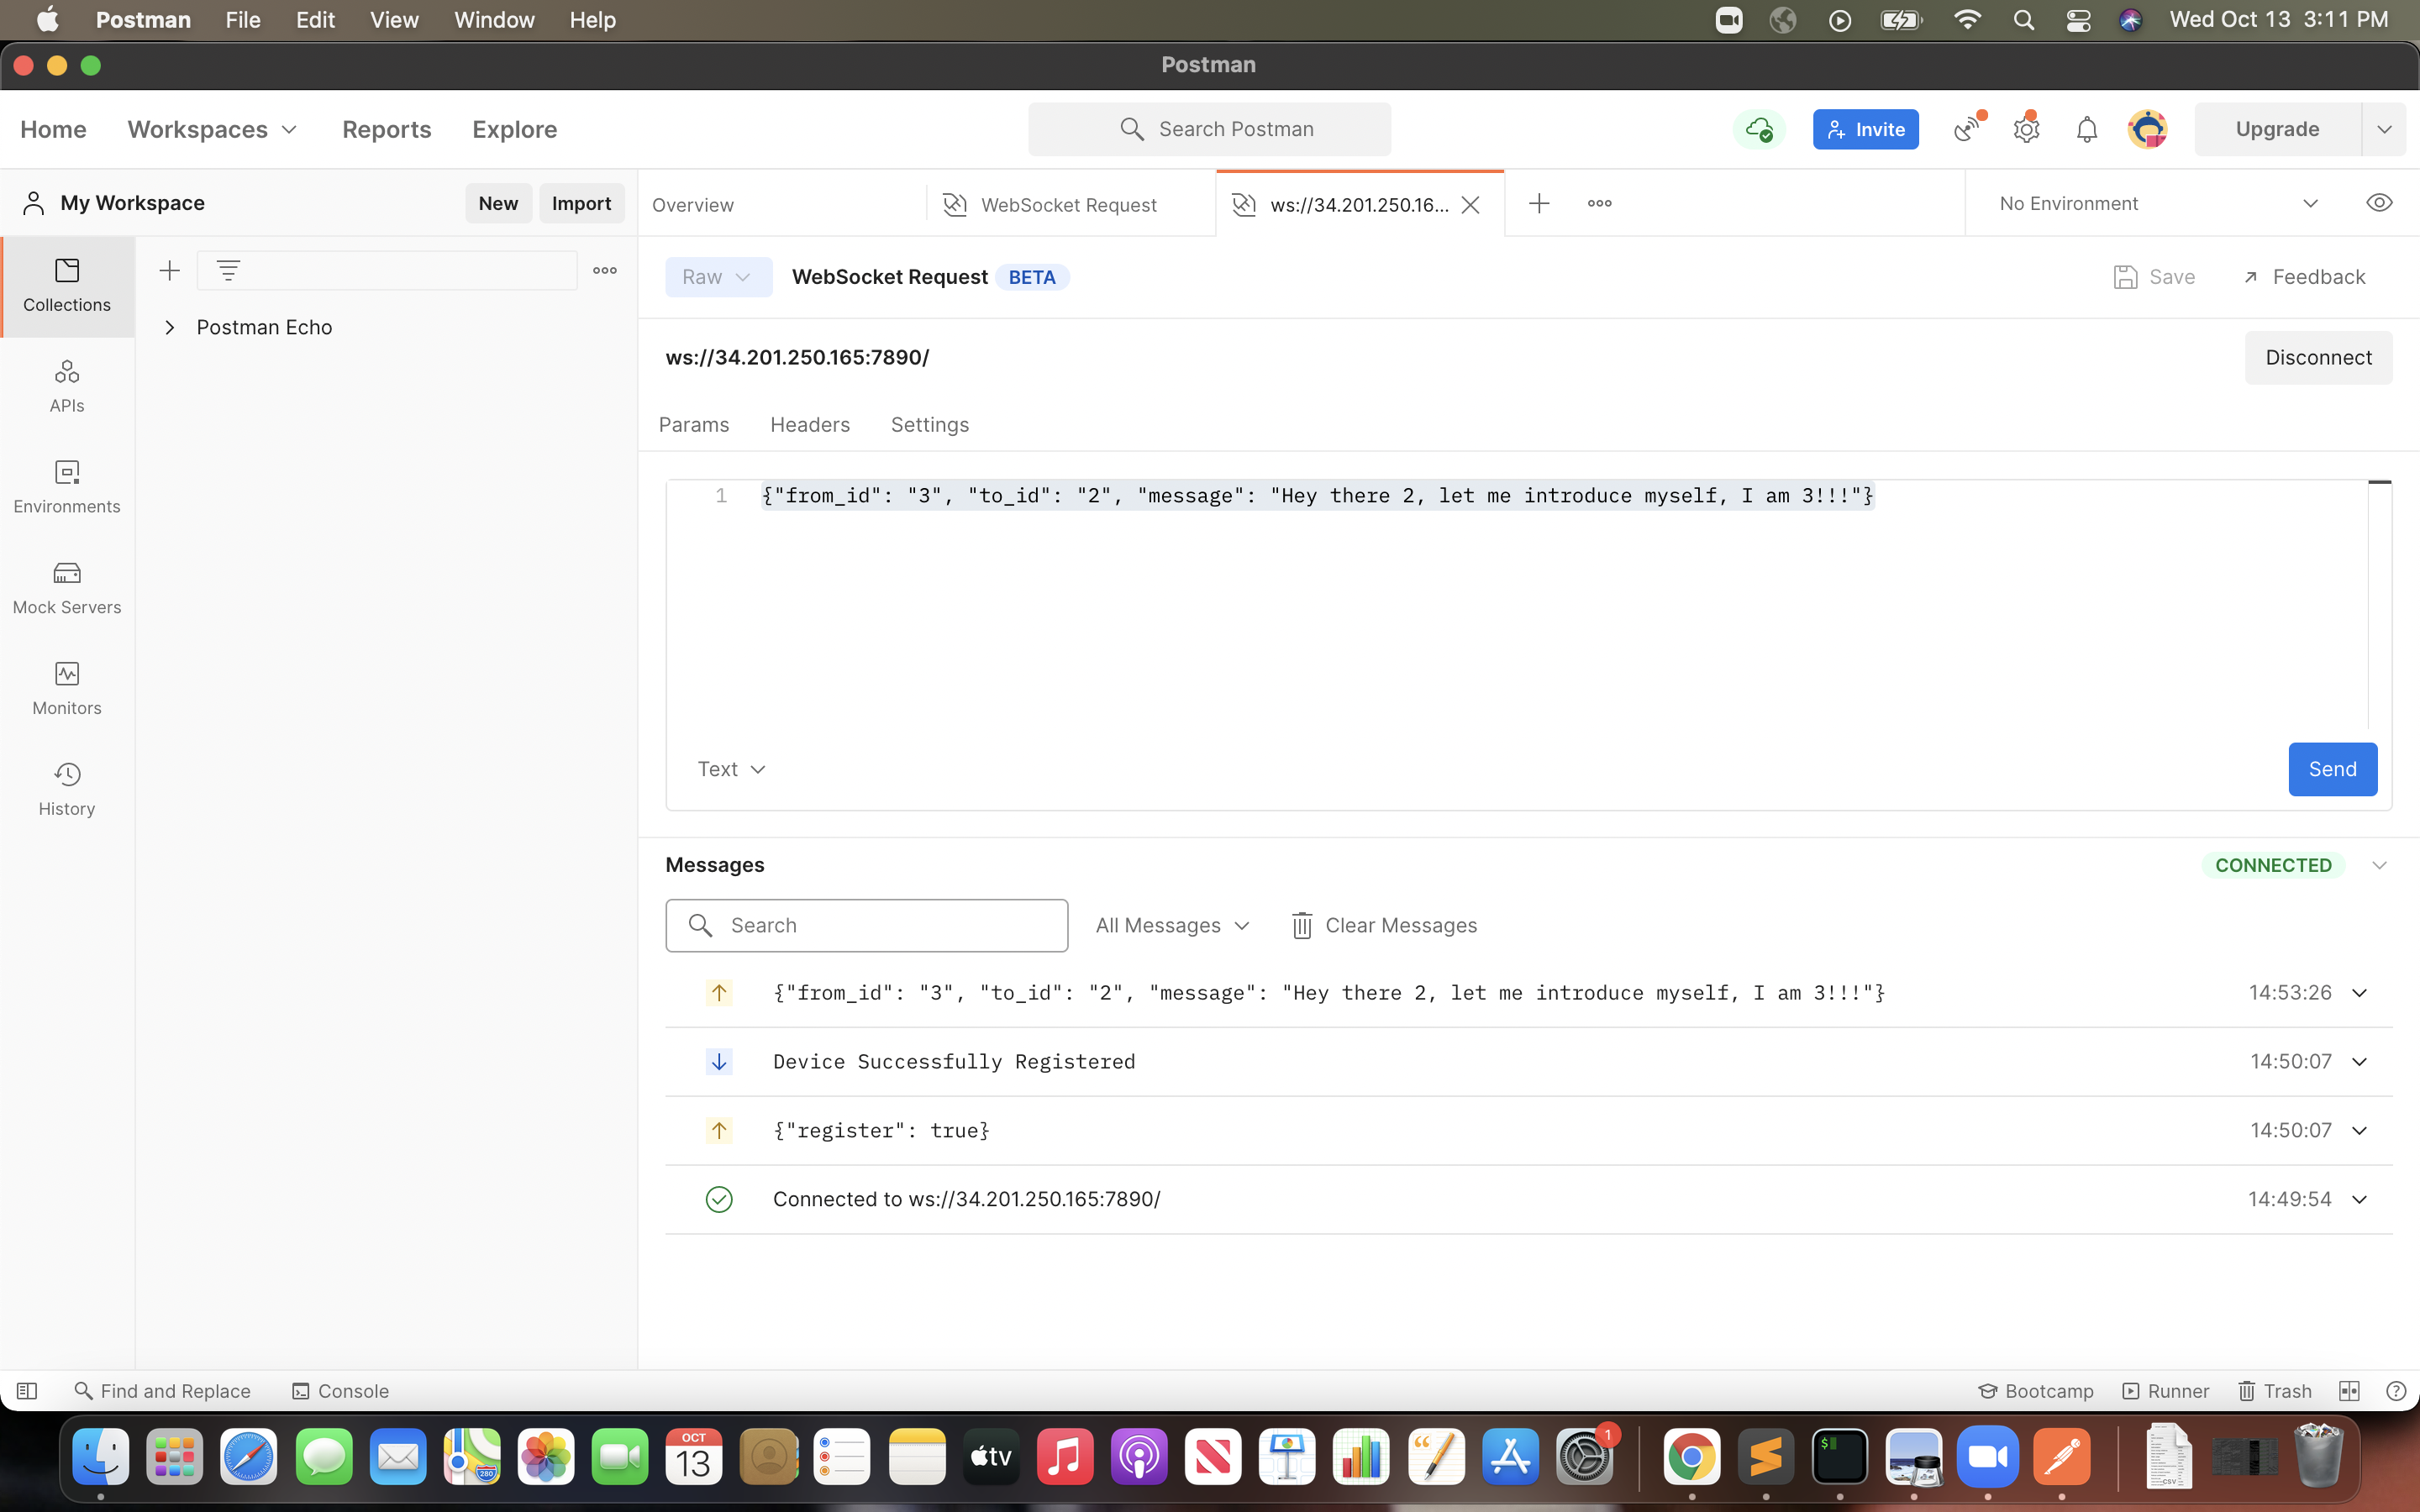 Postman File Edit View Window Help Wed Oct 13 3:11 PM
Postman
Home Workspaces Reports Explore Search Postman Invite Upgrade
My Workspace New Import Overview WebSocket Request ws://34.201.250.16... No Environment
Collections
Raw WebSocket Request BETA Save Feedback
Postman Echo
ws://34.201.250.165:7890/ Disconnect
APIs
Params Headers Settings
Environments
1 {"from_id": "3", "to_id": "2", "message": "Hey there 2, let me introduce myself, I am 3!!!"}
Mock Servers
Monitors
Text Send
History
Messages CONNECTED
Search All Messages Clear Messages
{"from_id": "3", "to_id": "2", "message": "Hey there 2, let me introduce myself, I am 3!!!"} 14:53:26
Device Successfully Registered 14:50:07
{"register": true} 14:50:07
Connected to ws://34.201.250.165:7890/ 14:49:54
Find and Replace Console Bootcamp Runner Trash
OCT
13
280
tv
1
$
CSV